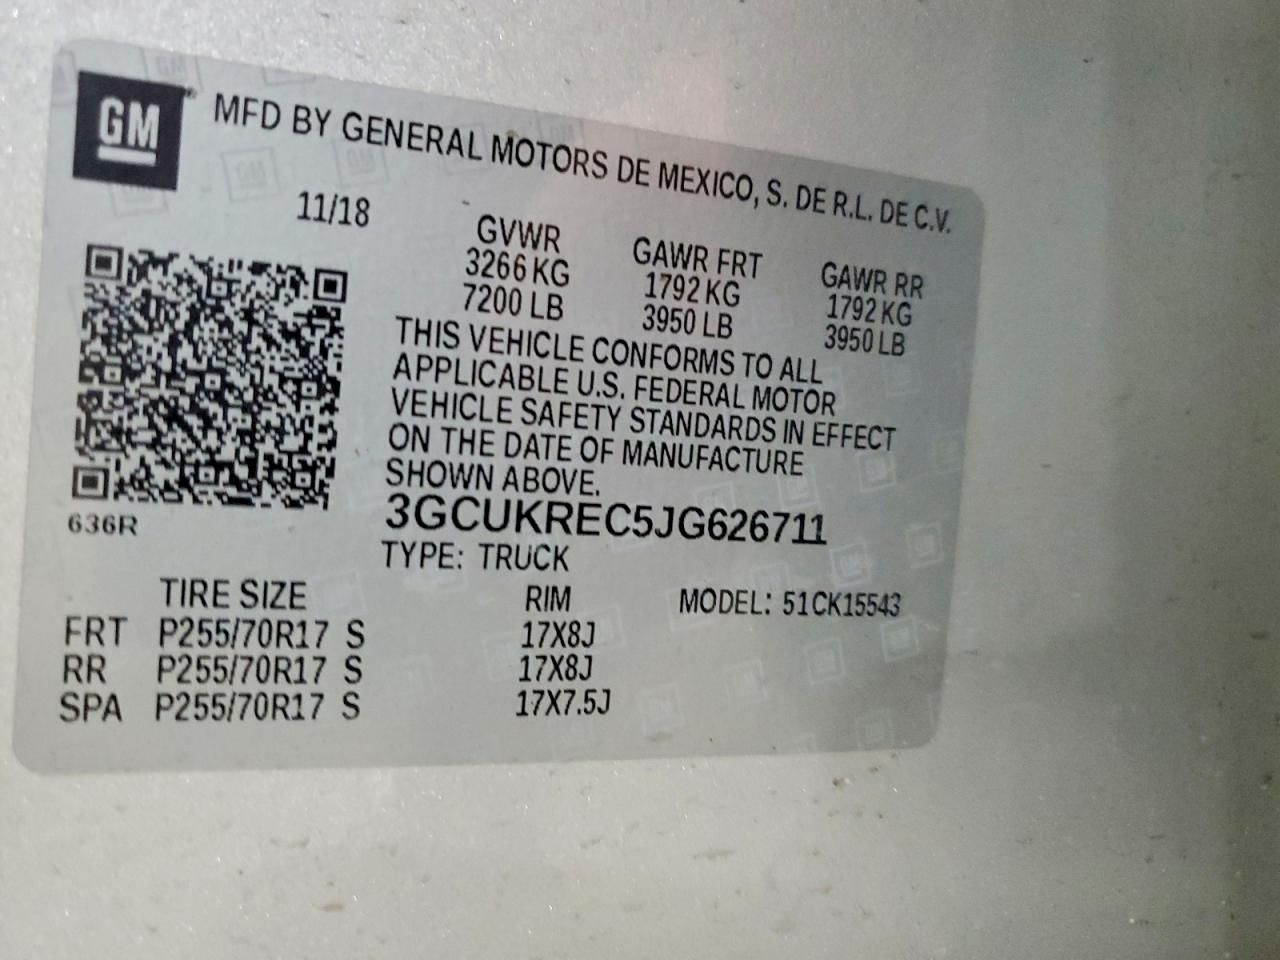 GM
MFD BY GENERAL MOTORS DE MEXICO, S. DE R.L. DE C.V.
11/18
GVWR GAWR FRT GAWR RR
3266 KG 1792 KG 1792 KG
7200 LB 3950 LB 3950 LB
THIS VEHICLE CONFORMS TO ALL
APPLICABLE U.S. FEDERAL MOTOR
VEHICLE SAFETY STANDARDS IN EFFECT
ON THE DATE OF MANUFACTURE
SHOWN ABOVE.
636R
3GCUKREC5JG626711
TYPE: TRUCK
TIRE SIZE RIM MODEL: 51CK15543
FRT P255/70R17 S 17X8J
RR P255/70R17 S 17X8J
SPA P255/70R17 S 17X7.5J